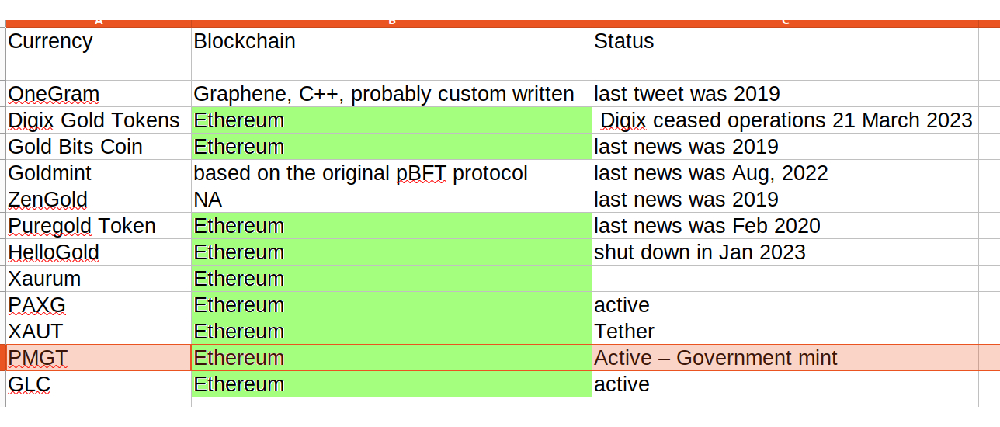 A B C
Currency Blockchain Status
OneGram Graphene, C++, probably custom written last tweet was 2019
Digix Gold Tokens Ethereum Digix ceased operations 21 March 2023
Gold Bits Coin Ethereum last news was 2019
Goldmint based on the original pBFT protocol last news was Aug, 2022
ZenGold NA last news was 2019
Puregold Token Ethereum last news was Feb 2020
HelloGold Ethereum shut down in Jan 2023
Xaurum Ethereum
PAXG Ethereum active
XAUT Ethereum Tether
PMGT Ethereum Active – Government mint
GLC Ethereum active